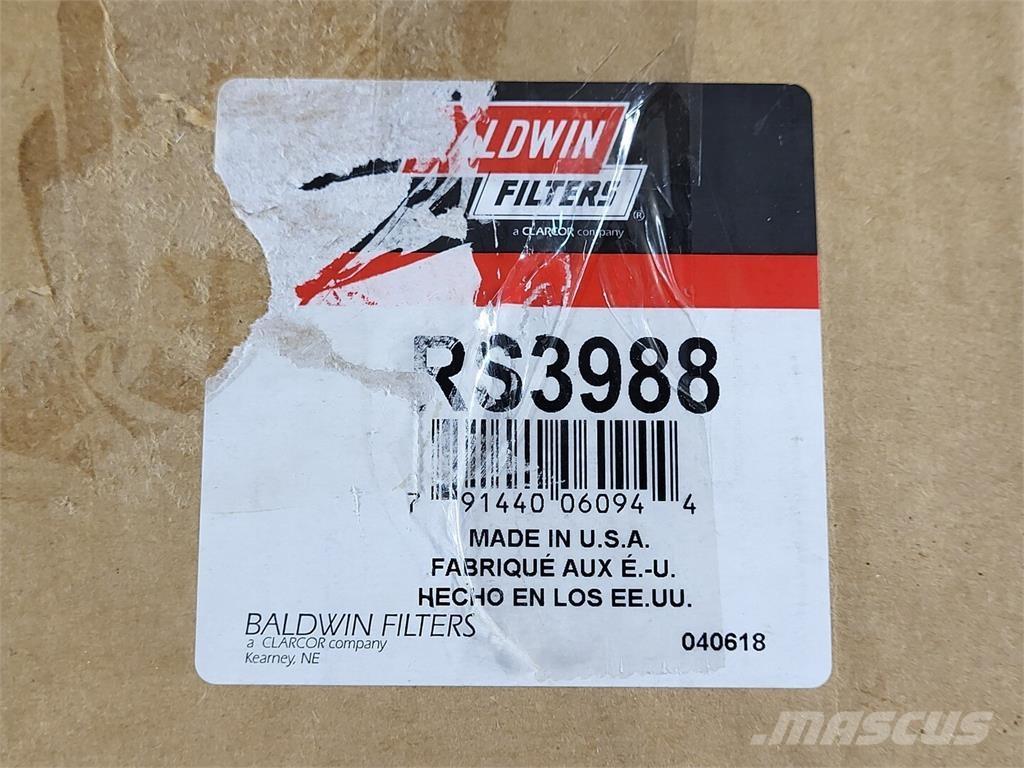 BALDWIN
FILTERS ®
a CLARCOR company
RS3988
7 91440 06094 4
MADE IN U.S.A.
FABRIQUÉ AUX É.-U.
HECHO EN LOS EE.UU.
BALDWIN FILTERS
a CLARCOR company
Kearney, NE
040618
MASCUS